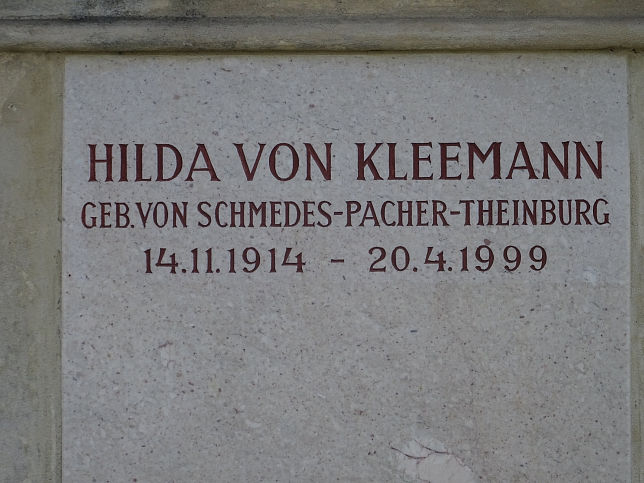 HILDA VON KLEEMANN
GEB.VON SCHMEDES-PACHER-THEINBURG
14.11.1914 - 20.4.1999